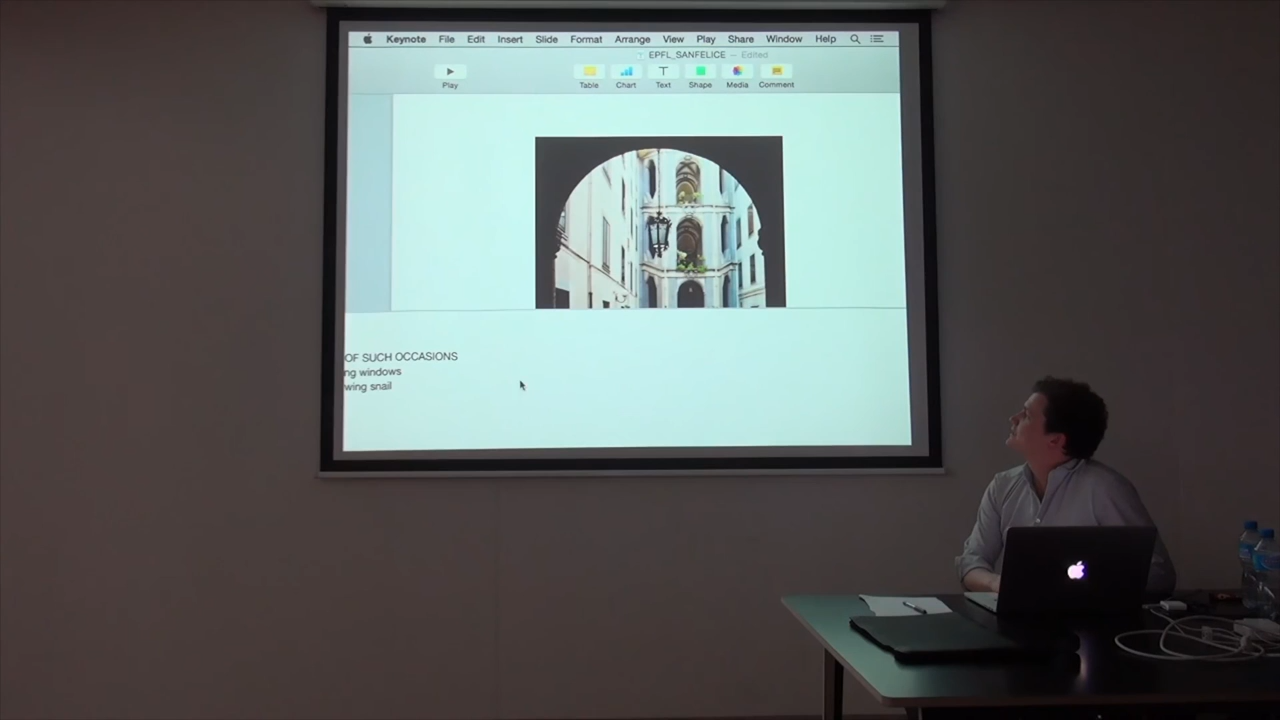 Keynote File Edit Insert Slide Format Arrange View Play Share Window Help
EPFL_SANFELICE — Edited
Play Table Chart Text Shape Media Comment
OF SUCH OCCASIONS
ng windows
wing snail